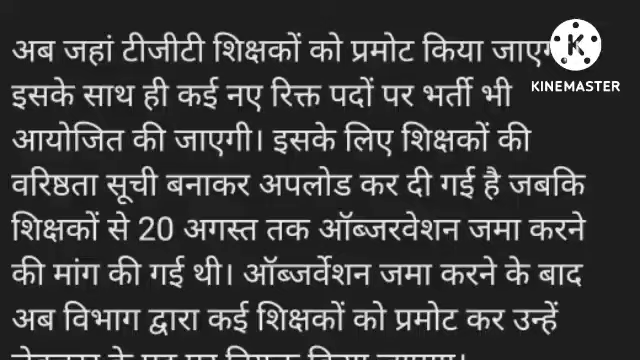 अब जहां टीजीटी शिक्षकों को प्रमोट किया
KINEMASTER
इसके साथ ही कई नए रिक्त पदों पर भर्ती भी
आयोजित की जाएगी। इसके लिए शिक्षकों की
वरिष्ठता सूची बनाकर अपलोड कर दी गई है जबकि
शिक्षकों से 20 अगस्त तक ऑब्जरवेशन जमा करने
की मांग की गई थी। ऑब्जर्वेशन जमा करने के बाद
अब विभाग द्वारा कई शिक्षकों को प्रमोट कर उन्हें